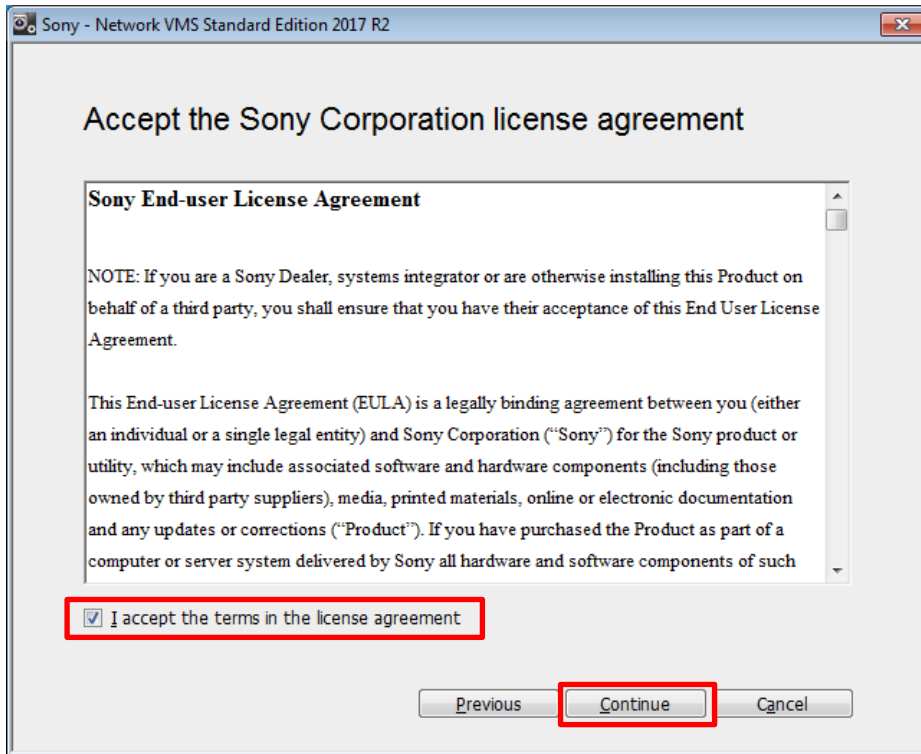 Sony - Network VMS Standard Edition 2017 R2
Accept the Sony Corporation license agreement
Sony End-user License Agreement
NOTE: If you are a Sony Dealer, systems integrator or are otherwise installing this Product on
behalf of a third party, you shall ensure that you have their acceptance of this End User License
Agreement.
This End-user License Agreement (EULA) is a legally binding agreement between you (either
an individual or a single legal entity) and Sony Corporation (“Sony”) for the Sony product or
utility, which may include associated software and hardware components (including those
owned by third party suppliers), media, printed materials, online or electronic documentation
and any updates or corrections (“Product”). If you have purchased the Product as part of a
computer or server system delivered by Sony all hardware and software components of such
I accept the terms in the license agreement
Previous Continue Cancel